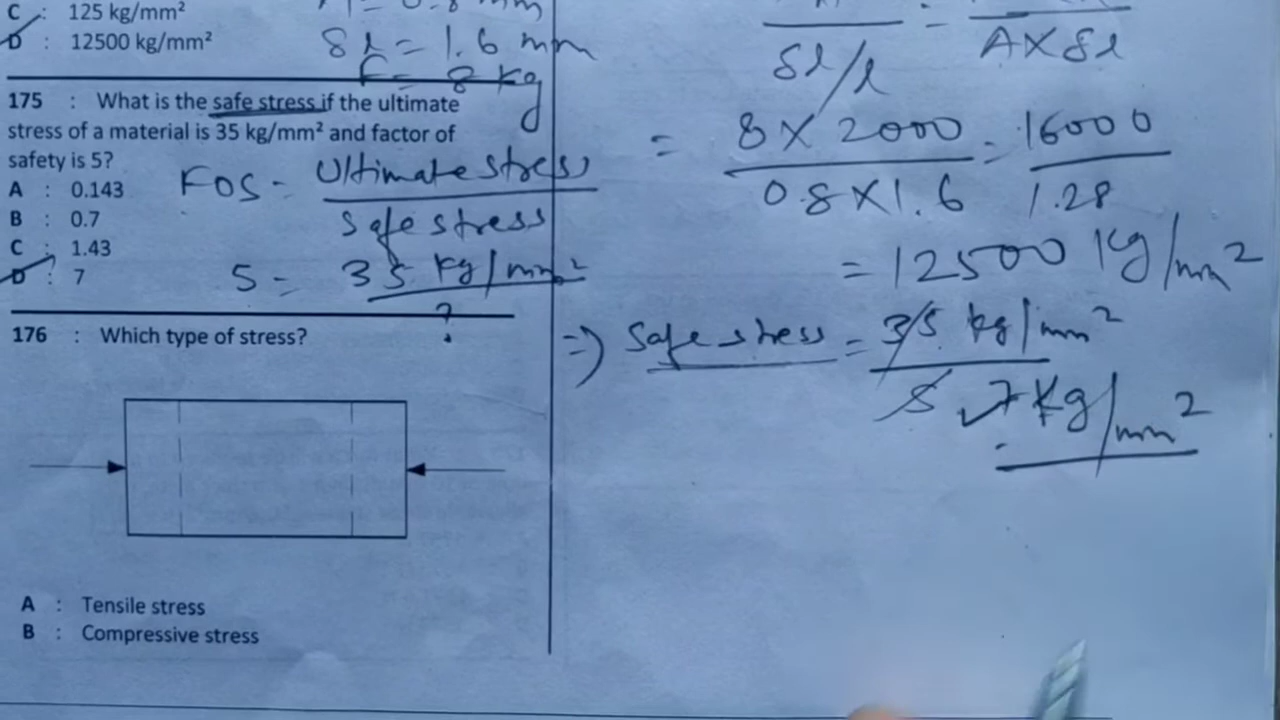 C : 125 kg/mm²
D : 12500 kg/mm²
δl = 1.6 mm
F = 8 kg
175 : What is the safe stress if the ultimate
stress of a material is 35 kg/mm² and factor of
safety is 5?
A : 0.143
B : 0.7
C : 1.43
D : 7
FOS = Ultimate stress
Safe stress
5 = 35 kg/mm²
?
176 : Which type of stress?
A : Tensile stress
B : Compressive stress
δl/l = A×δl
= 8×2000 = 16000
0.8×1.6 1.28
= 12500 Kg/mm²
⇒) Safe stress = 35 kg/mm²
5 7 Kg/mm²